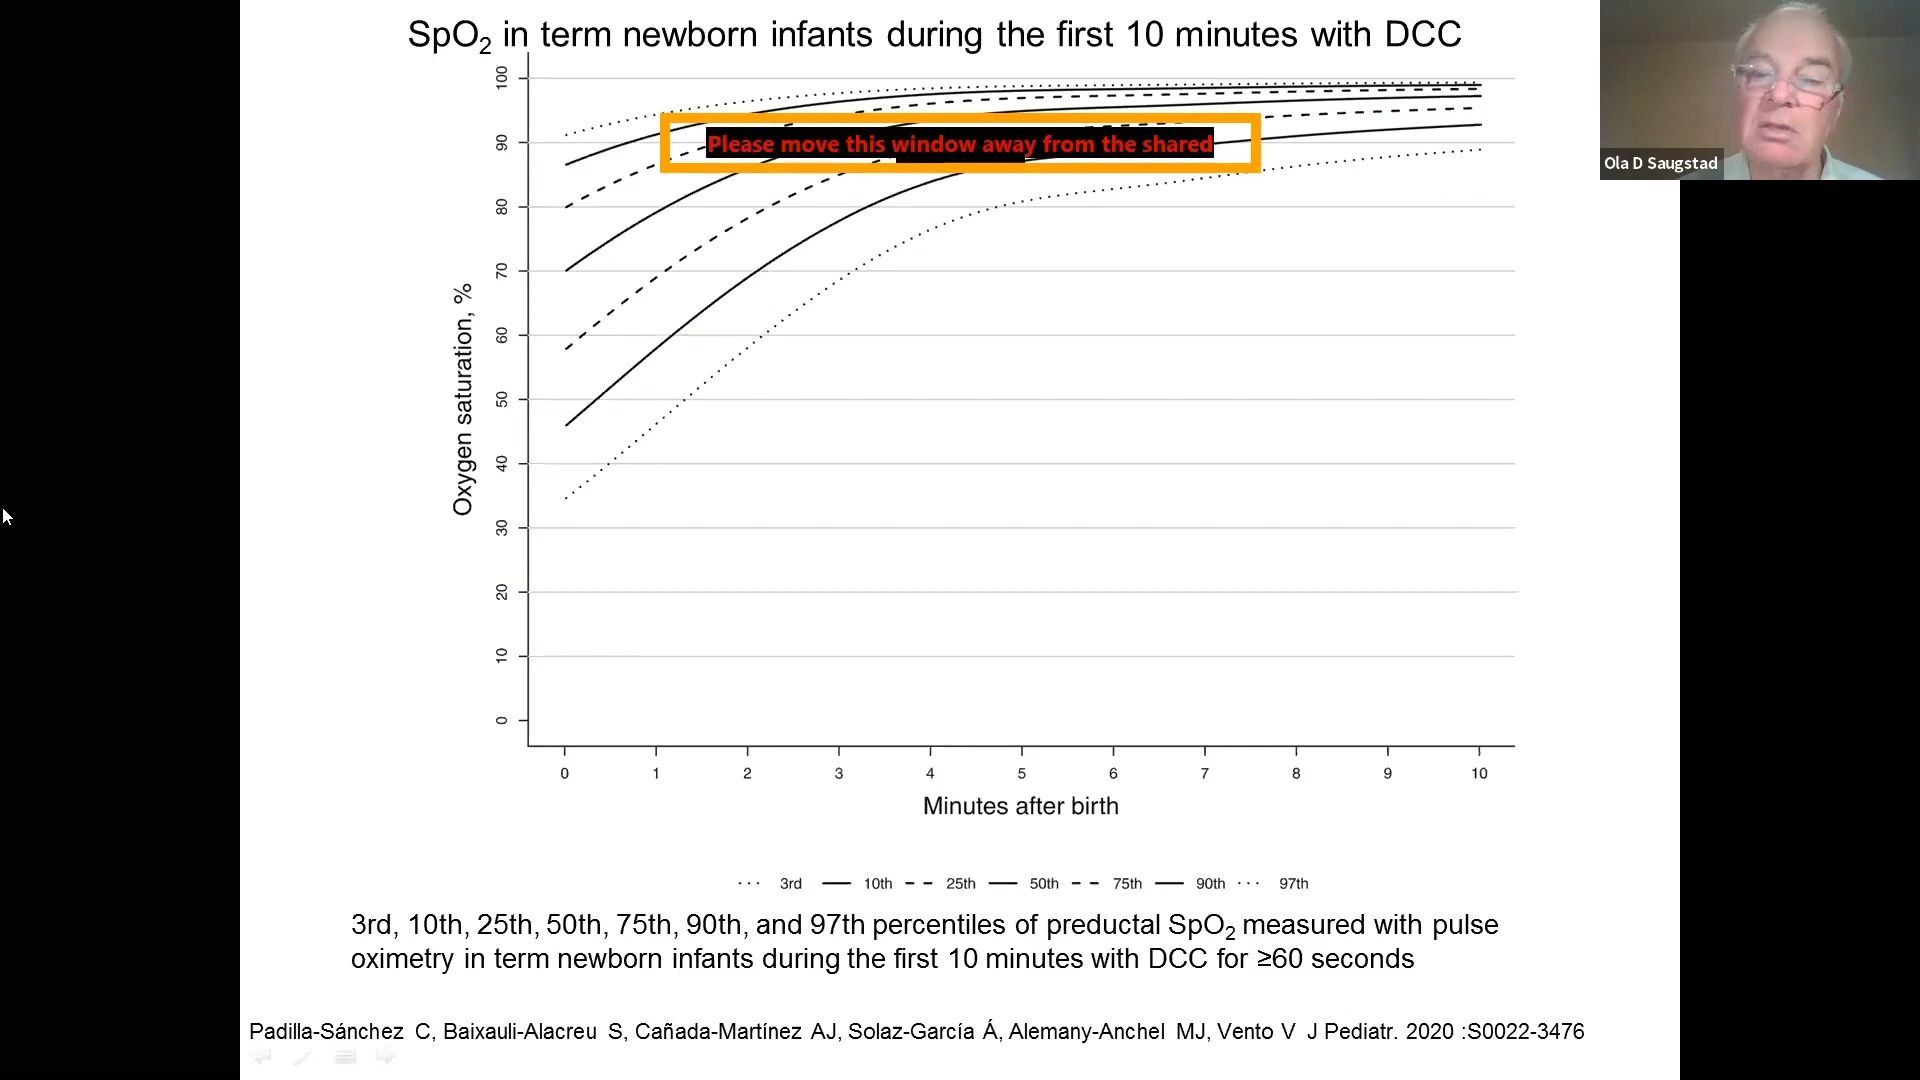 SpO2 in term newborn infants during the first 10 minutes with DCC
Ola D Saugstad
Please move this window away from the shared
Oxygen saturation, %
100
90
80
70
60
50
40
30
20
10
0
0 1 2 3 4 5 6 7 8 9 10
Minutes after birth
3rd 10th 25th 50th 75th 90th 97th
3rd, 10th, 25th, 50th, 75th, 90th, and 97th percentiles of preductal SpO2 measured with pulse
oximetry in term newborn infants during the first 10 minutes with DCC for ≥60 seconds
Padilla-Sánchez C, Baixauli-Alacreu S, Cañada-Martínez AJ, Solaz-García Á, Alemany-Anchel MJ, Vento V J Pediatr. 2020 :S0022-3476